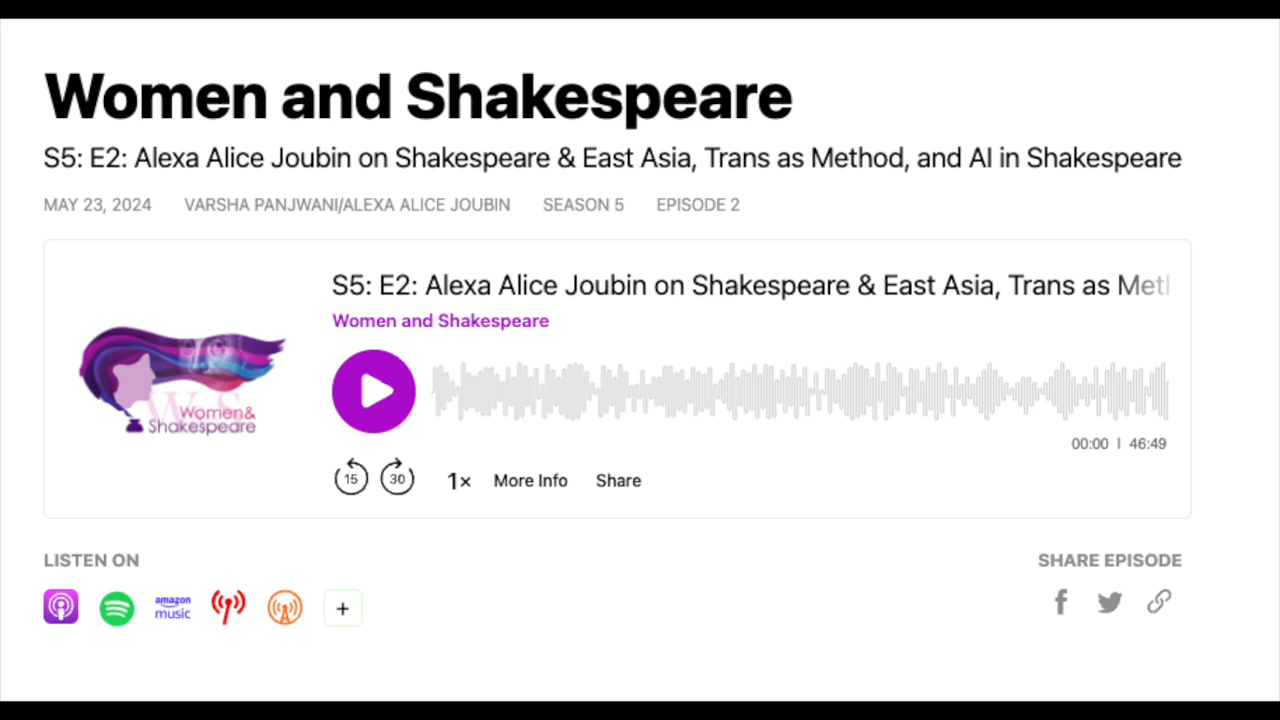 Women and Shakespeare
S5: E2: Alexa Alice Joubin on Shakespeare & East Asia, Trans as Method, and AI in Shakespeare
MAY 23, 2024 VARSHA PANJWANI/ALEXA ALICE JOUBIN SEASON 5 EPISODE 2
S5: E2: Alexa Alice Joubin on Shakespeare & East Asia, Trans as Meth
Women and Shakespeare
W&S
Women&
Shakespeare
00:00 | 46:49
15 30 1× More Info Share
LISTEN ON SHARE EPISODE
amazon
music
+